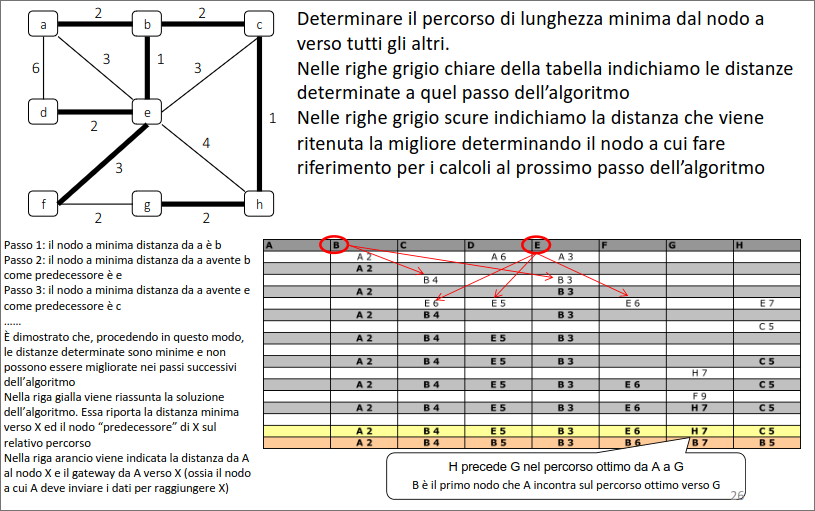 a 2 b 2 c
6 3 1 3
d e 1
2 4
3
f g h
2 2
Determinare il percorso di lunghezza minima dal nodo a
verso tutti gli altri.
Nelle righe grigio chiare della tabella indichiamo le distanze
determinate a quel passo dell'algoritmo
Nelle righe grigio scure indichiamo la distanza che viene
ritenuta la migliore determinando il nodo a cui fare
riferimento per i calcoli al prossimo passo dell'algoritmo
Passo 1: il nodo a minima distanza da a è b
Passo 2: il nodo a minima distanza da a avente b
come predecessore è e
Passo 3: il nodo a minima distanza da a avente e
come predecessore è c
......
È dimostrato che, procedendo in questo modo,
le distanze determinate sono minime e non
possono essere migliorate nei passi successivi
dell'algoritmo
Nella riga gialla viene riassunta la soluzione
dell'algoritmo. Essa riporta la distanza minima
verso X ed il nodo "predecessore" di X sul
relativo percorso
Nella riga arancio viene indicata la distanza da A
al nodo X e il gateway da A verso X (ossia il nodo
a cui A deve inviare i dati per raggiungere X)
A B C D E F G H
A 2 A 6 A 3
A 2
B 4 B 3
A 2 B 3
E 6 E 5 E 6 E 7
A 2 B 4 B 3
C 5
A 2 B 4 E 5 B 3
A 2 B 4 E 5 B 3 C 5
H 7
A 2 B 4 E 5 B 3 E 6 C 5
F 9
A 2 B 4 E 5 B 3 E 6 H 7 C 5
A 2 B 4 E 5 B 3 E 6 H 7 C 5
A 2 B 4 B 5 B 3 B 6 B 7 B 5
H precede G nel percorso ottimo da A a G
B è il primo nodo che A incontra sul percorso ottimo verso G
26